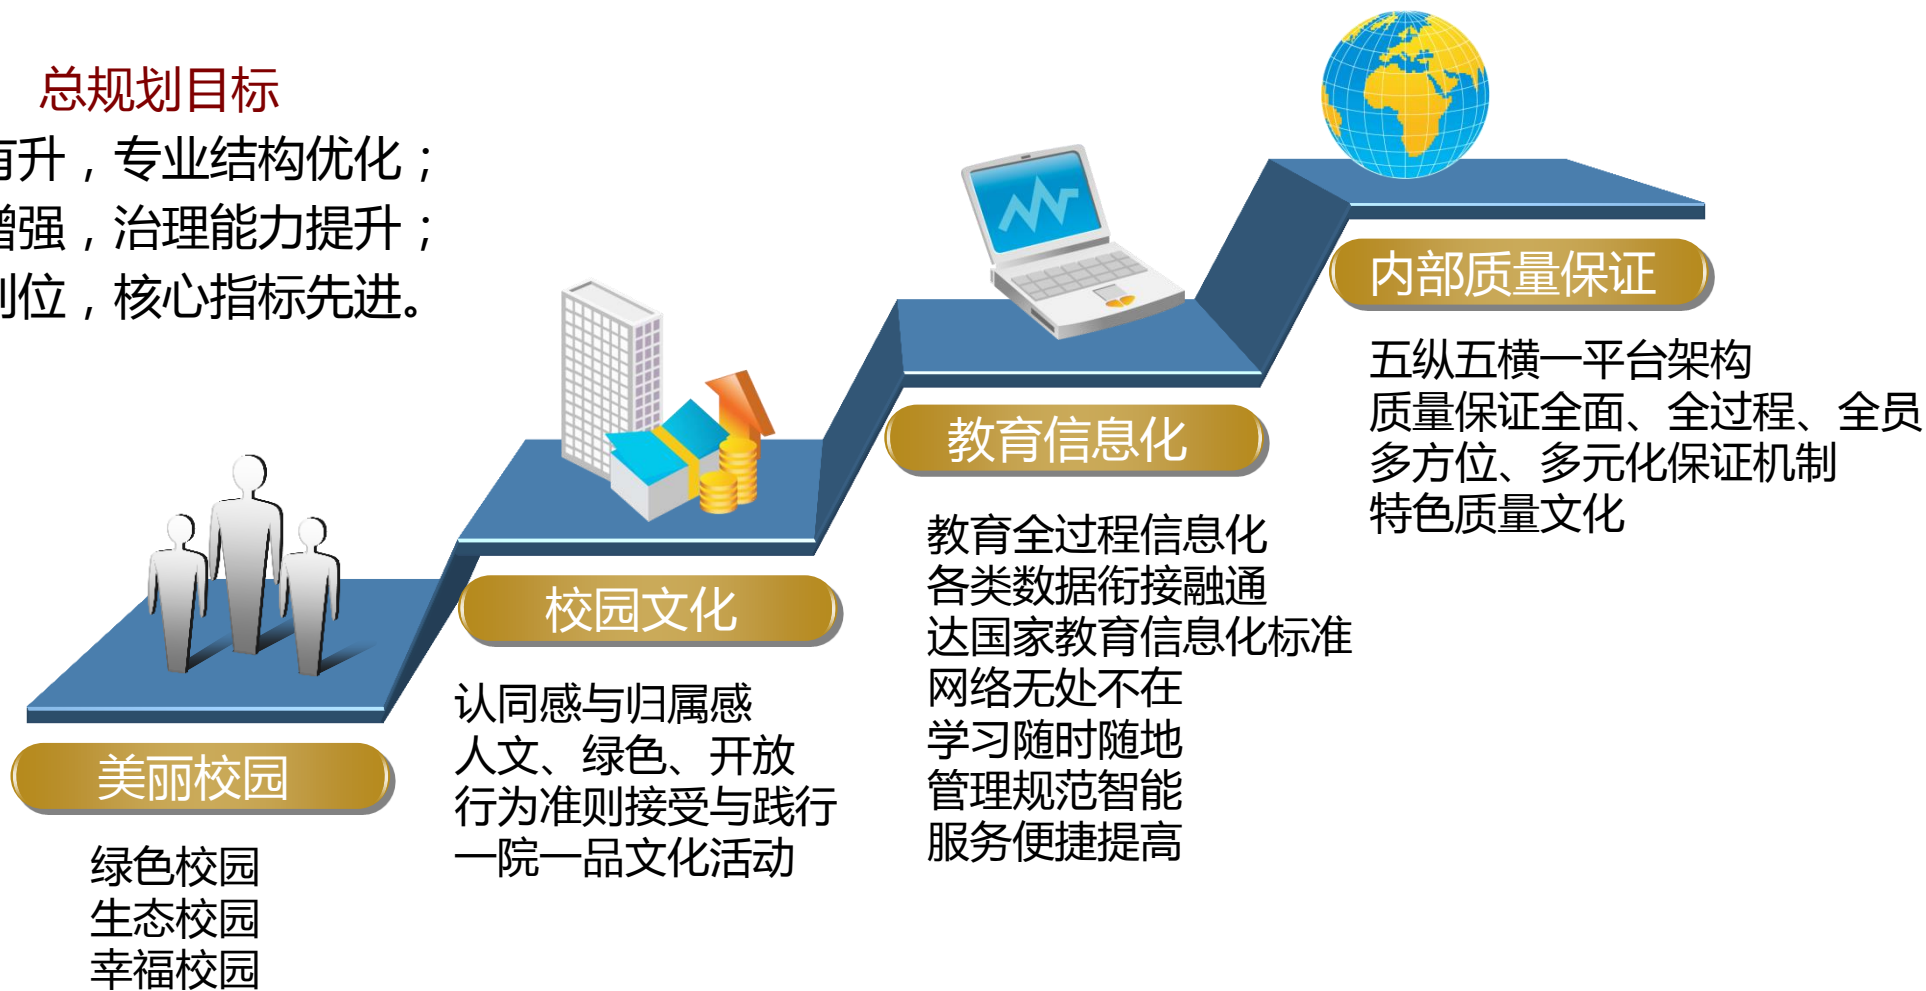 总规划目标
有升，专业结构优化；
增强，治理能力提升；
到位，核心指标先进。
内部质量保证
五纵五横一平台架构
质量保证全面、全过程、全员
多方位、多元化保证机制
特色质量文化
教育信息化
教育全过程信息化
各类数据衔接融通
达国家教育信息化标准
网络无处不在
学习随时随地
管理规范智能
服务便捷提高
校园文化
认同感与归属感
人文、绿色、开放
行为准则接受与践行
一院一品文化活动
美丽校园
绿色校园
生态校园
幸福校园